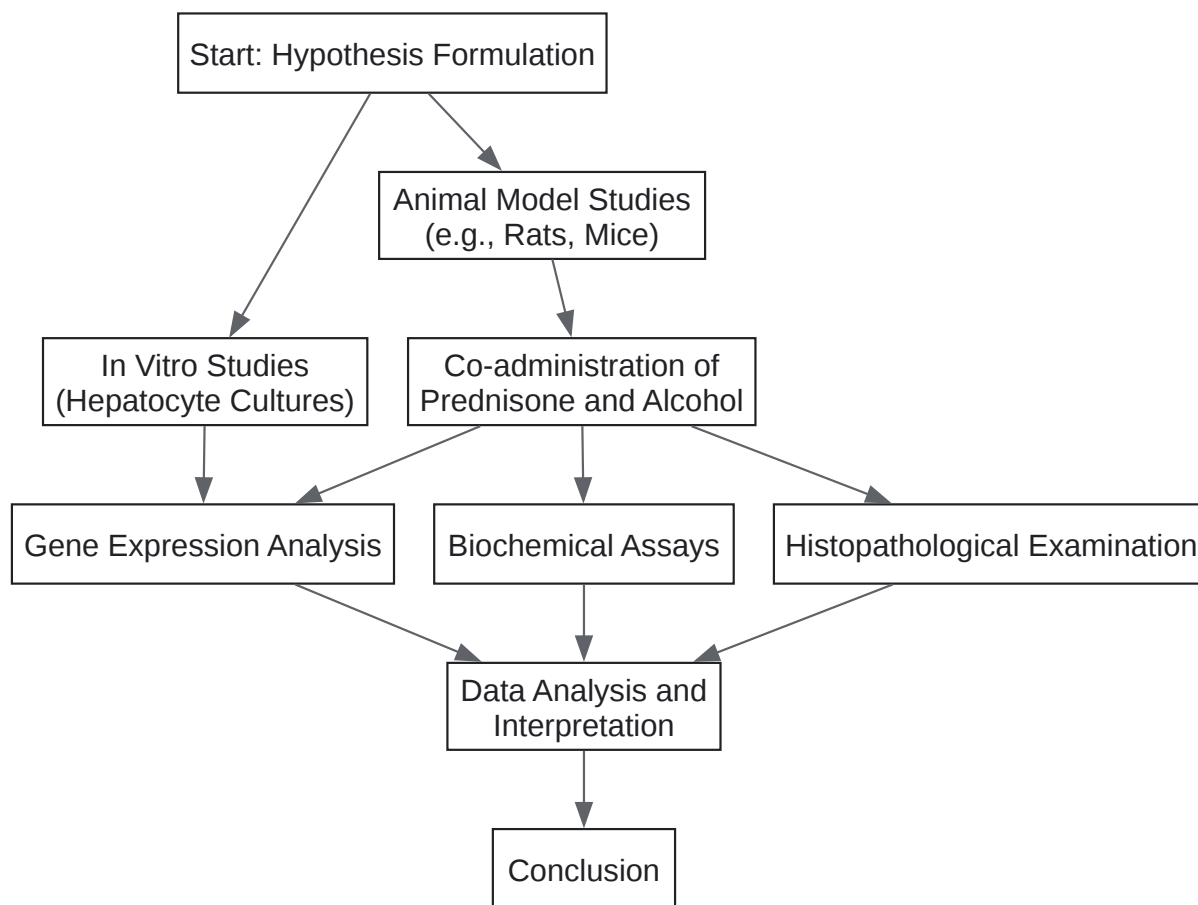 Start: Hypothesis Formulation
Animal Model Studies
(e.g., Rats, Mice)
In Vitro Studies
(Hepatocyte Cultures)
Co-administration of
Prednisone and Alcohol
Gene Expression Analysis
Biochemical Assays
Histopathological Examination
Data Analysis and
Interpretation
Conclusion